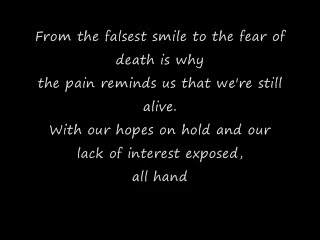 From the falsest smile to the fear of
death is why
the pain reminds us that we're still
alive.
With our hopes on hold and our
lack of interest exposed,
all hand